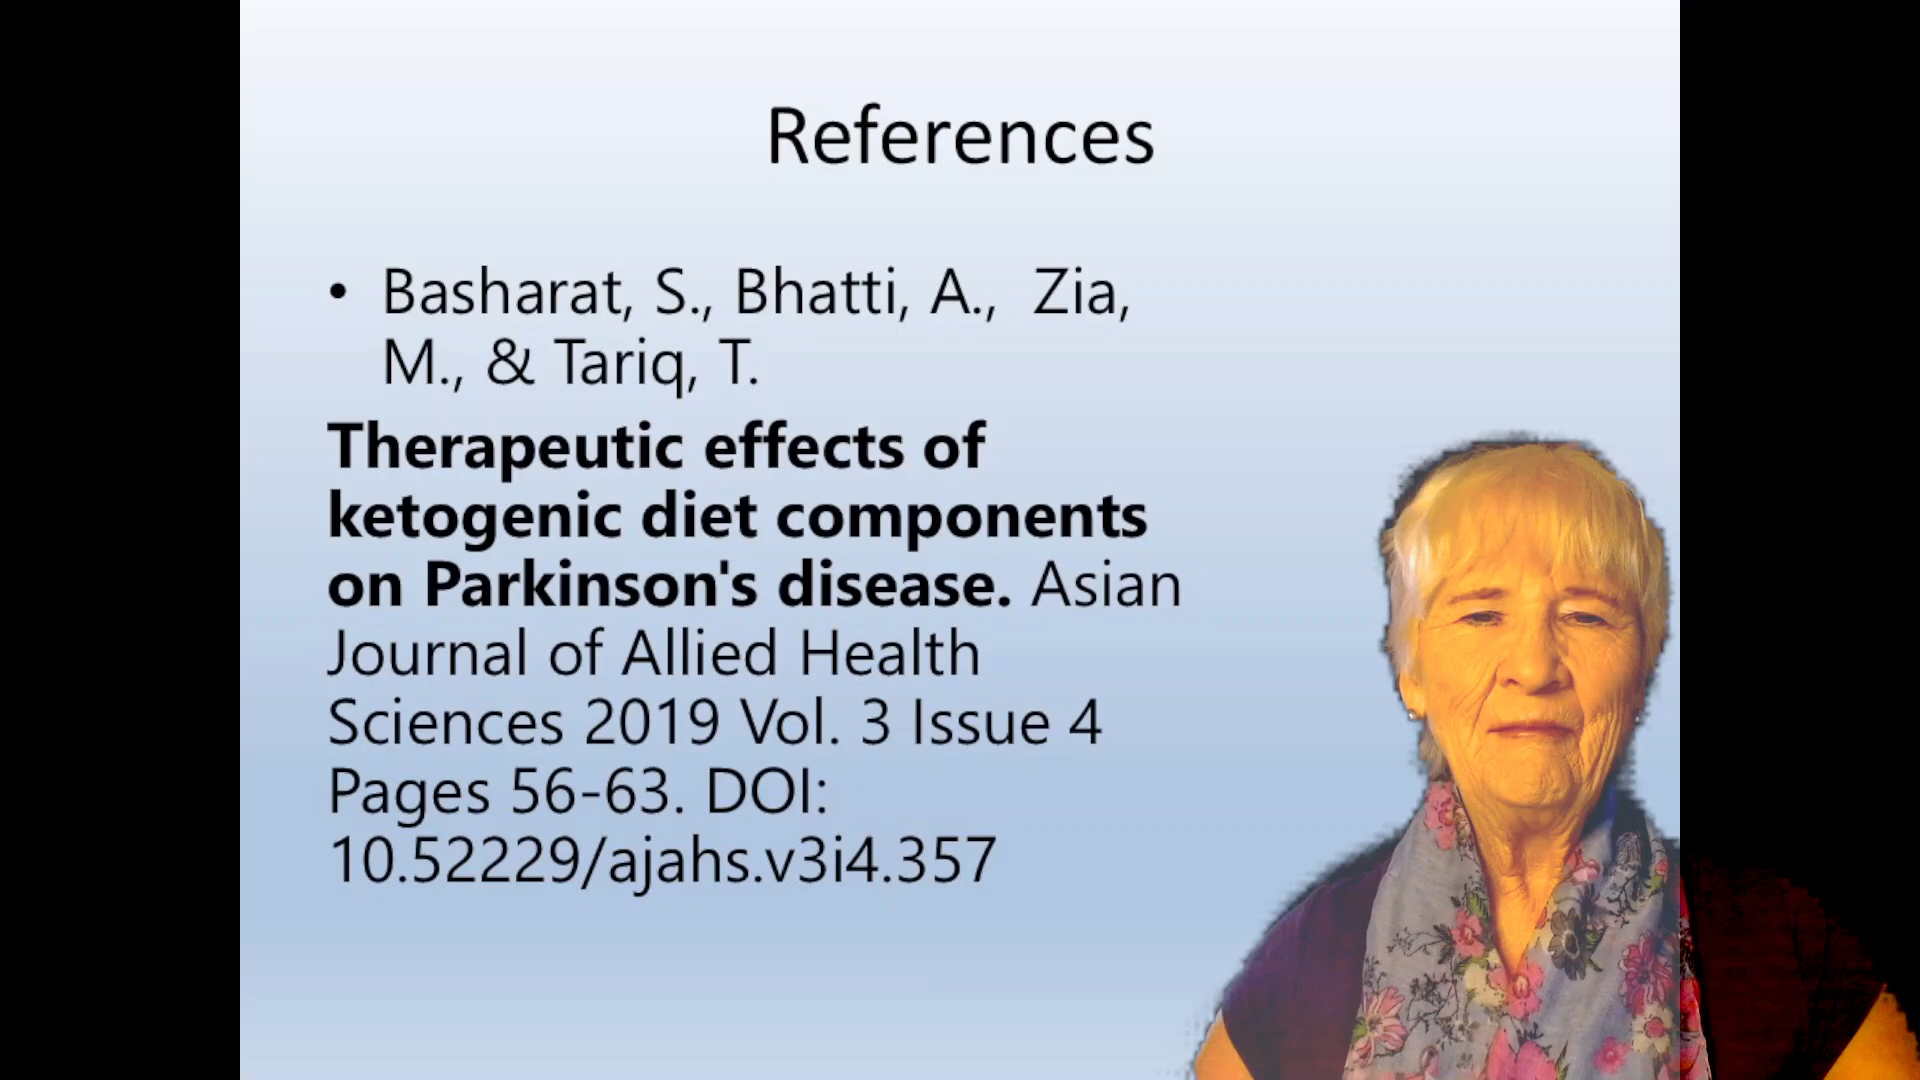 References
• Basharat, S., Bhatti, A.,  Zia,
M., & Tariq, T.
Therapeutic effects of
ketogenic diet components
on Parkinson's disease. Asian
Journal of Allied Health
Sciences 2019 Vol. 3 Issue 4
Pages 56-63. DOI:
10.52229/ajahs.v3i4.357